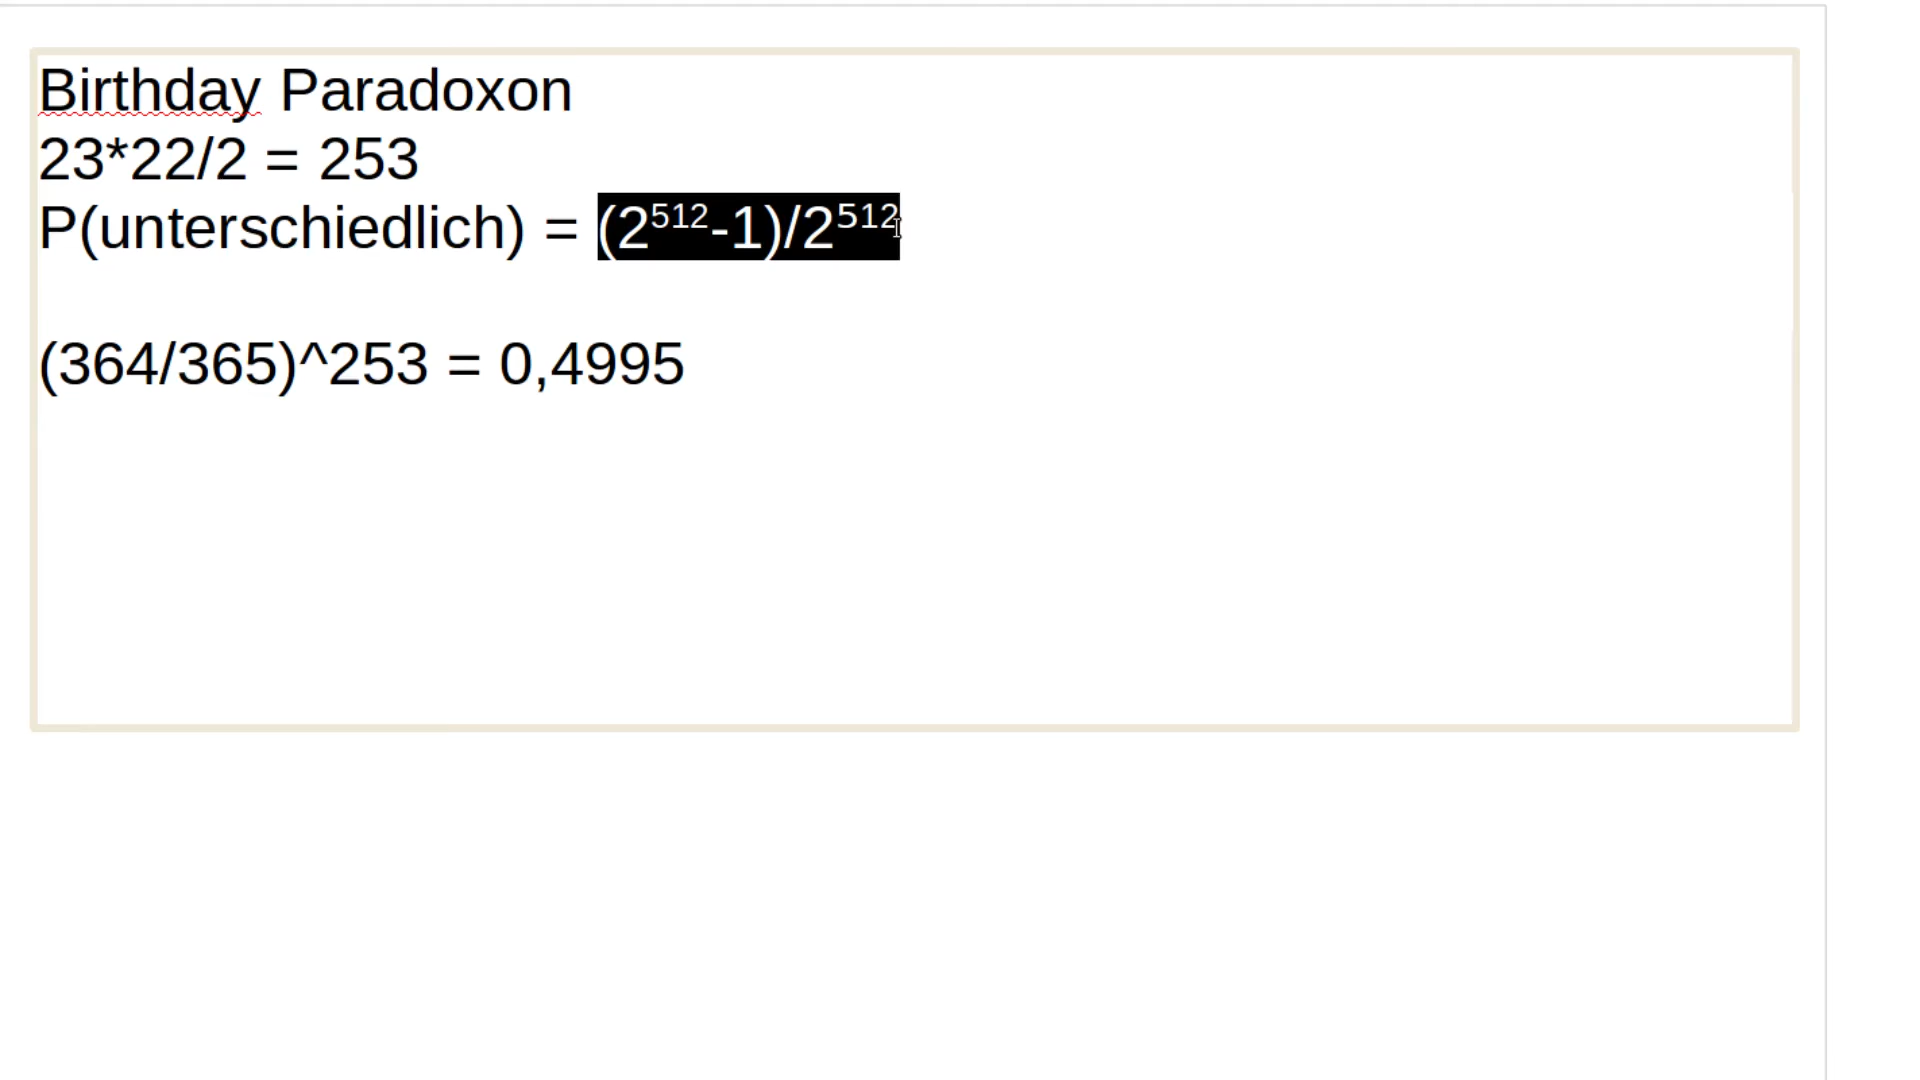 Birthday Paradoxon
23*22/2 = 253
P(unterschiedlich) = (2⁵¹²-1)/2⁵¹²
(364/365)^253 = 0,4995